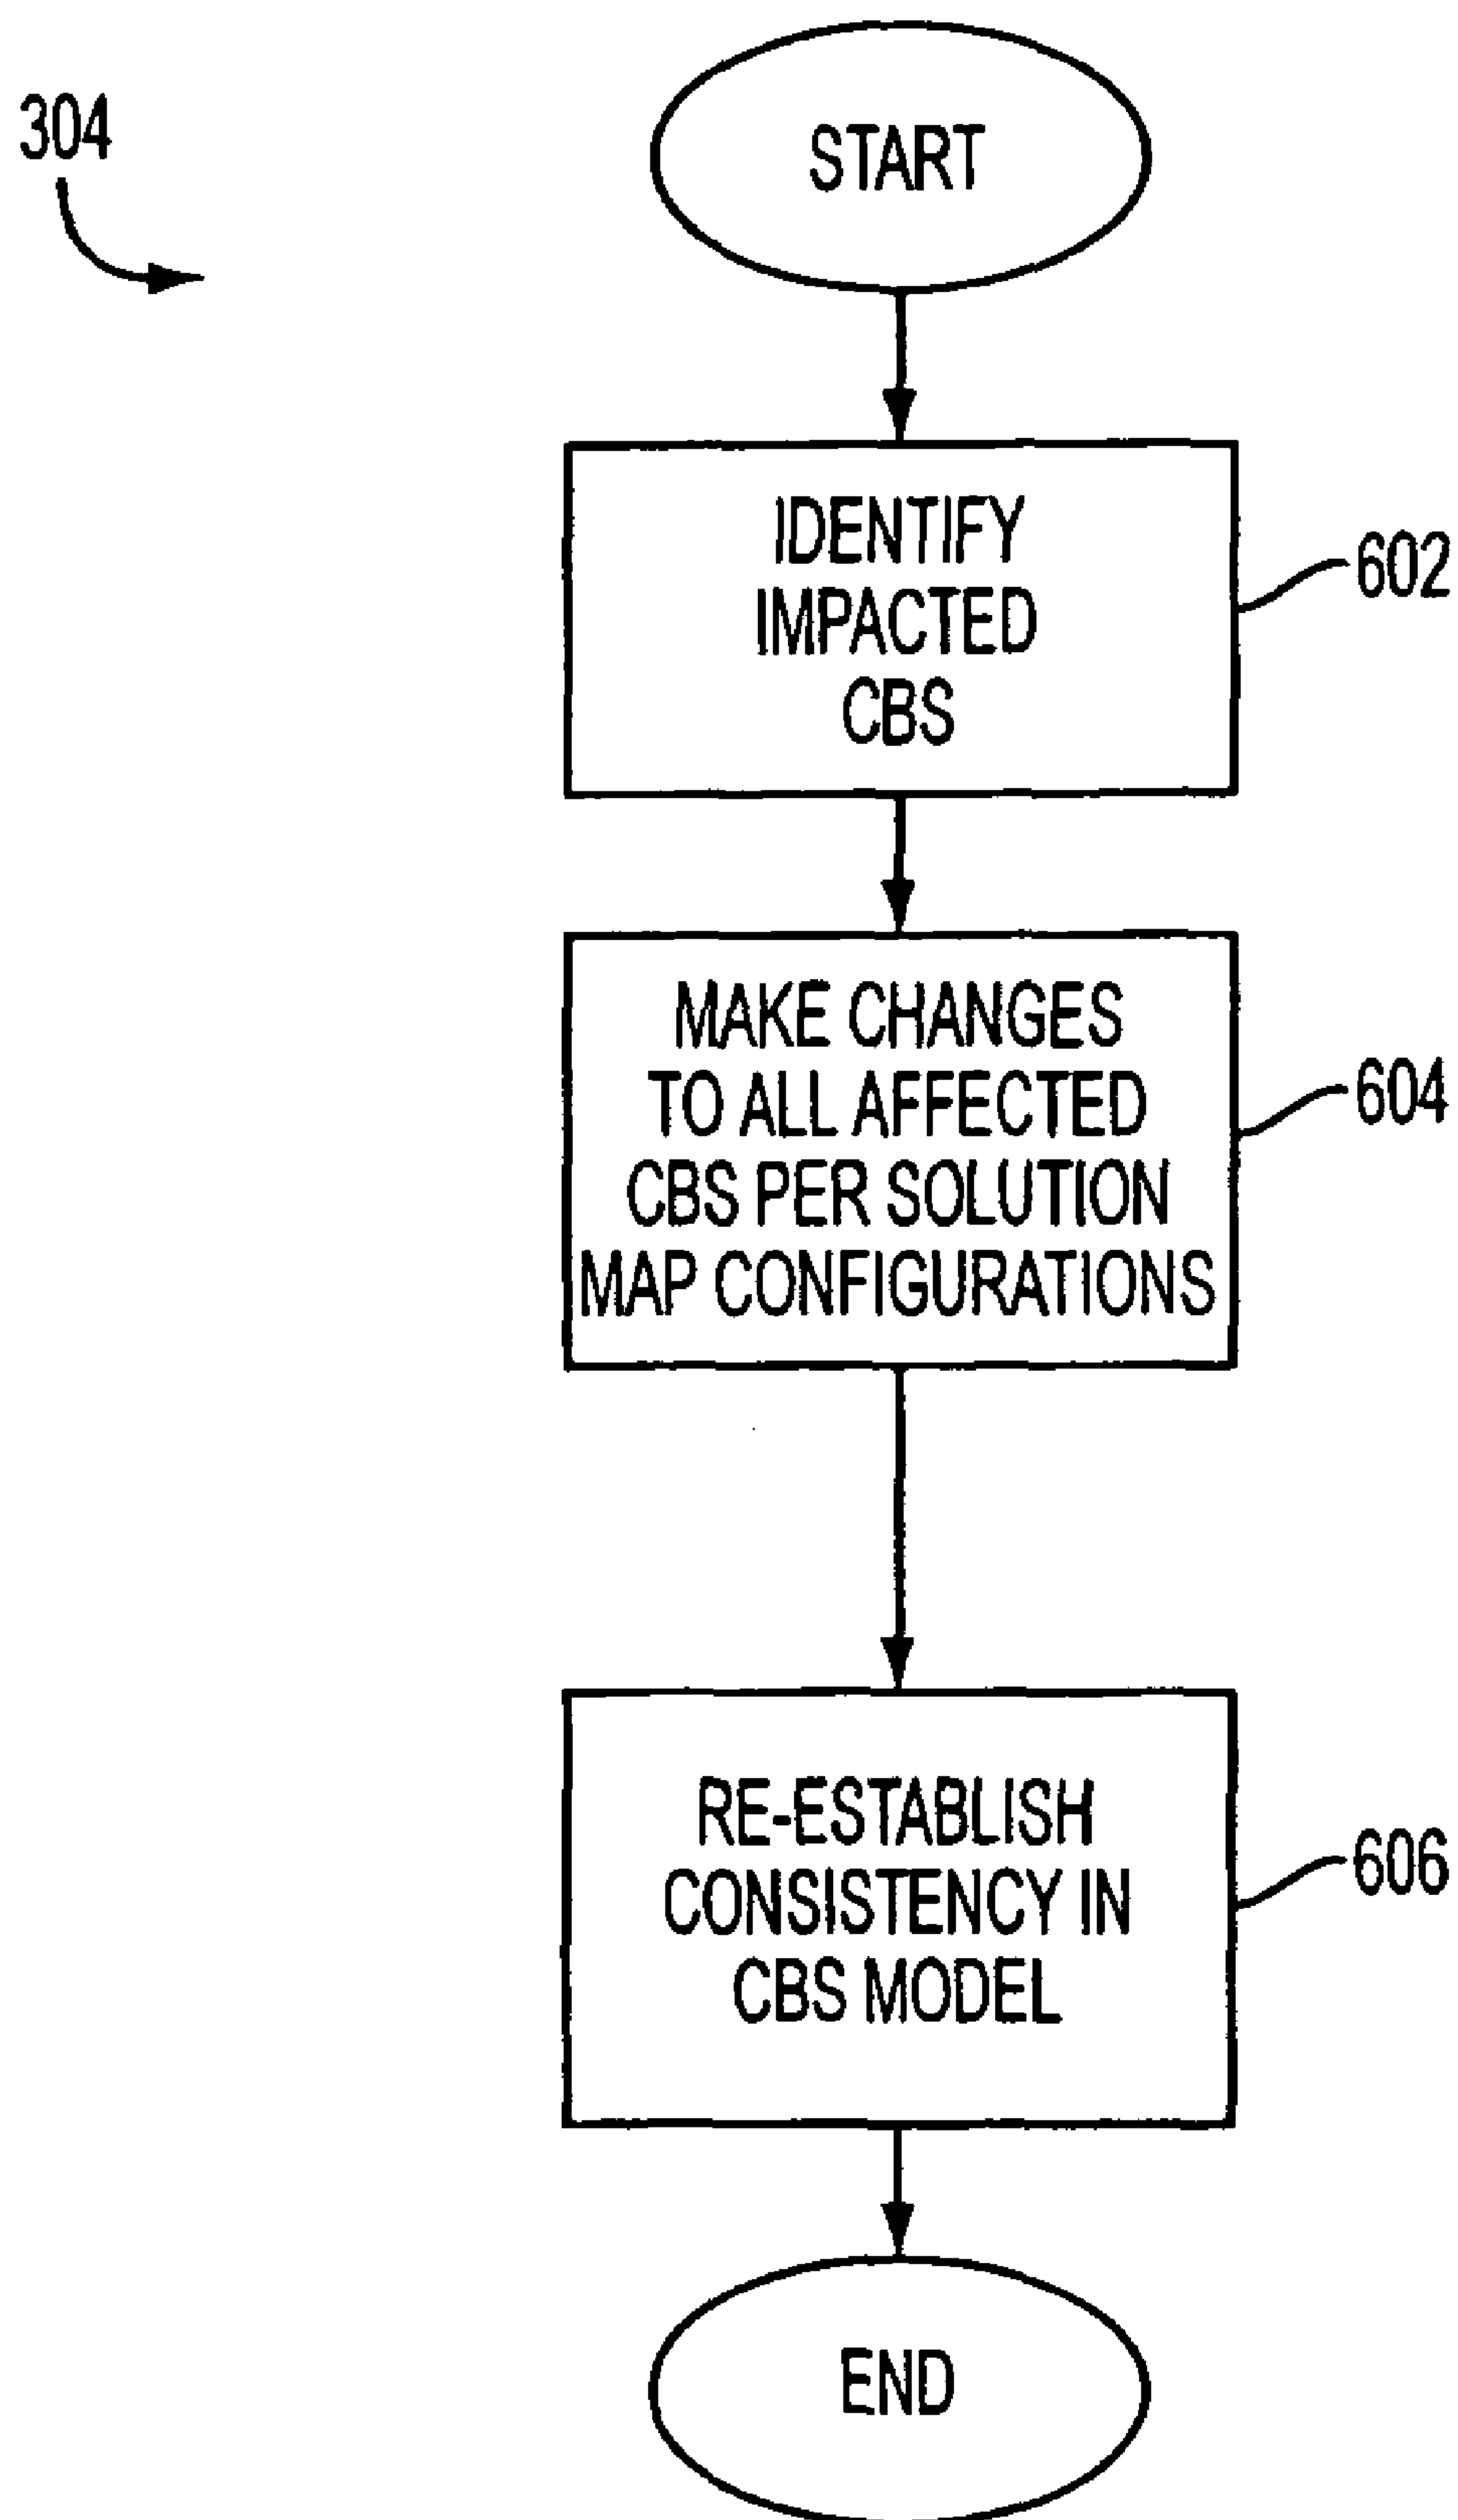 304
START
IDENTIFY
IMPACTED
CBS
602
MAKE CHANGES
TO ALL AFFECTED
CBS PER SOLUTION
MAP CONFIGURATIONS
604
RE-ESTABLISH
CONSISTENCY IN
CBS MODEL
606
END